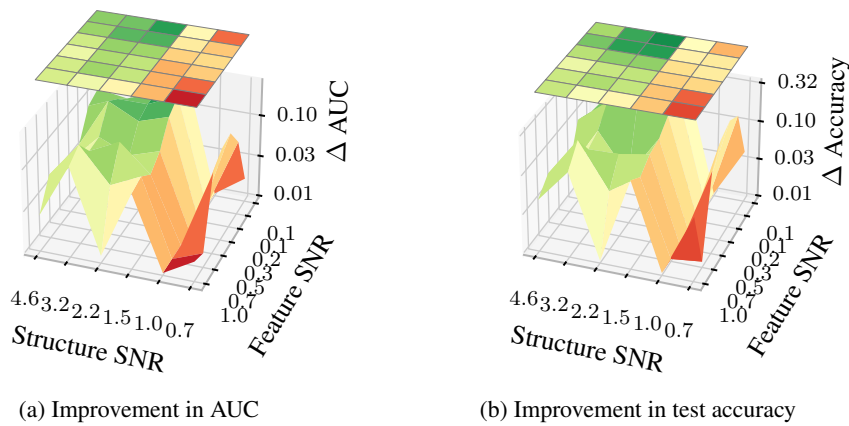 0.10
0.03
0.01
Δ AUC
4.6 3.2 2.2 1.5 1.0 0.7
Structure SNR
0.1
0.1
0.2
0.3
0.5
0.7
1.0
Feature SNR
(a) Improvement in AUC
0.32
0.10
0.03
0.01
Δ Accuracy
4.6 3.2 2.2 1.5 1.0 0.7
Structure SNR
0.1
0.1
0.2
0.3
0.5
0.7
1.0
Feature SNR
(b) Improvement in test accuracy